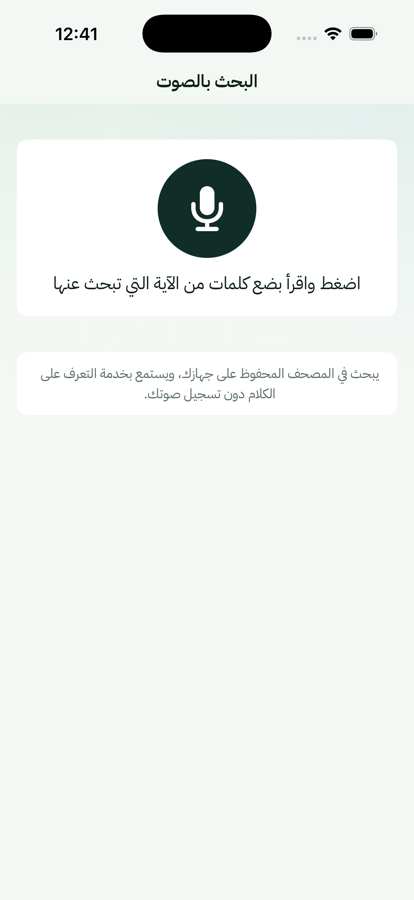 12:41
البحث بالصوت
اضغط واقرأ بضع كلمات من الآية التي تبحث عنها
يبحث في المصحف المحفوظ على جهازك، ويستمع بخدمة التعرف على
الكلام دون تسجيل صوتك.